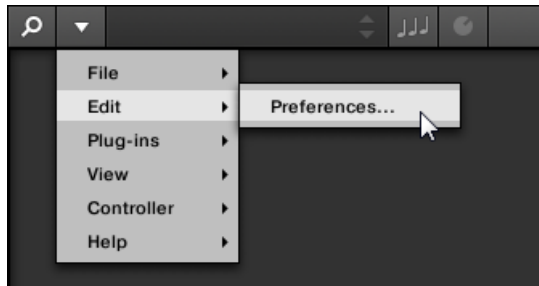 File
Edit
Preferences...
Plug-ins
View
Controller
Help